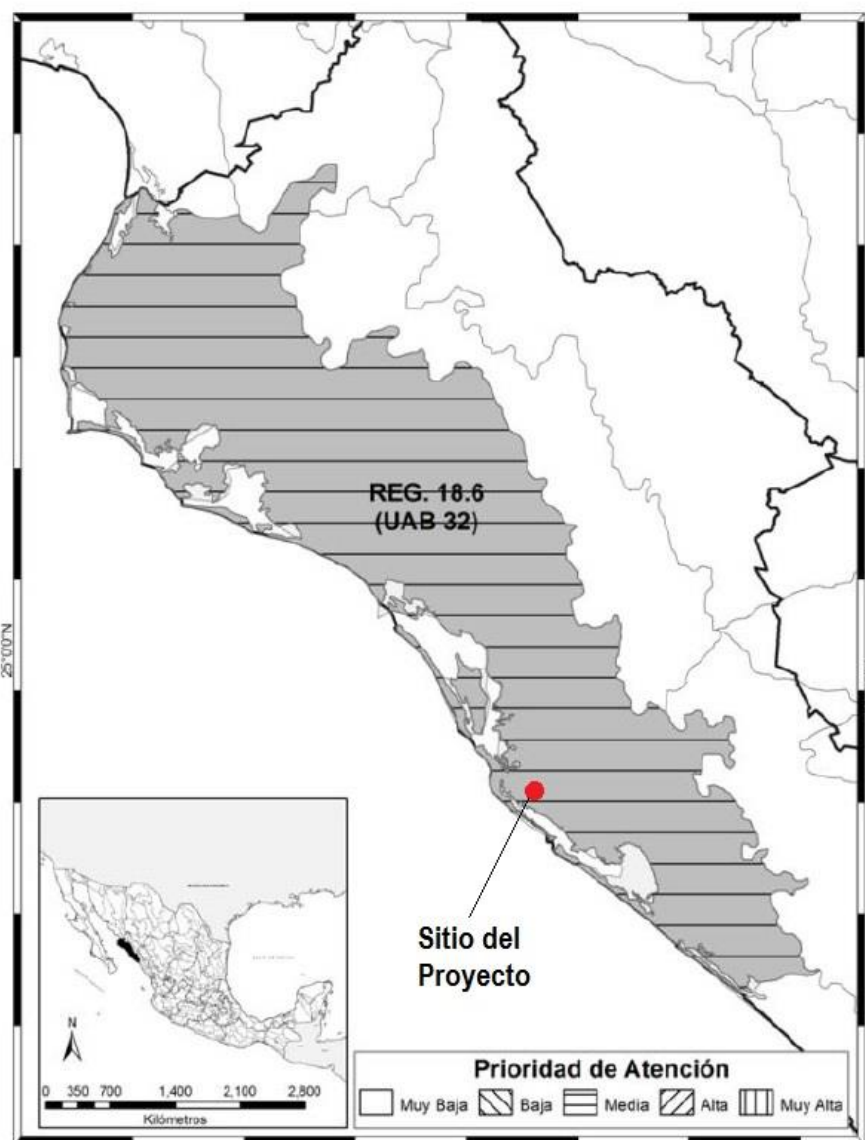 REG. 18.6
(UAB 32)
25°0'0"N
Sitio del
Proyecto
N
0 350 700 1,400 2,100 2,800
Kilómetros
Prioridad de Atención
Muy Baja Baja Media Alta Muy Alta